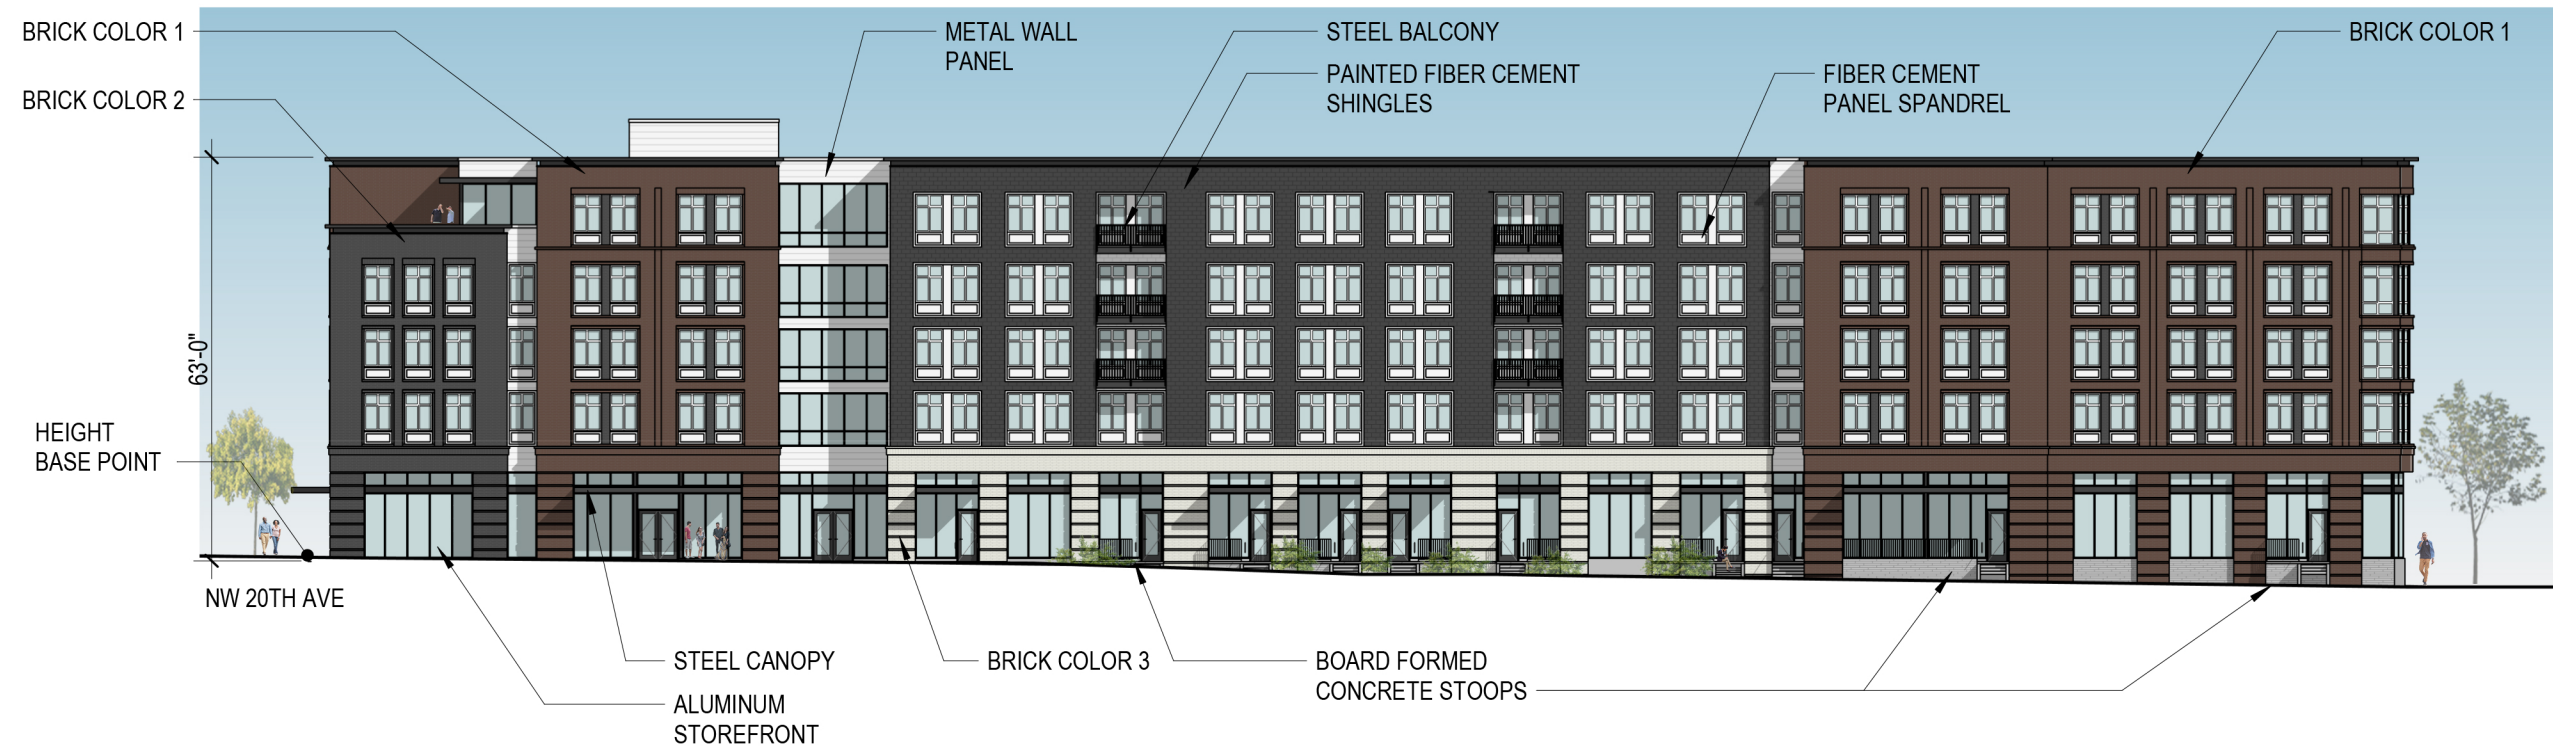 BRICK COLOR 1
METAL WALL
PANEL
STEEL BALCONY
BRICK COLOR 1
PAINTED FIBER CEMENT
SHINGLES
FIBER CEMENT
PANEL SPANDREL
BRICK COLOR 2
63'-0"
HEIGHT
BASE POINT
NW 20TH AVE
STEEL CANOPY
BRICK COLOR 3
BOARD FORMED
CONCRETE STOOPS
ALUMINUM
STOREFRONT